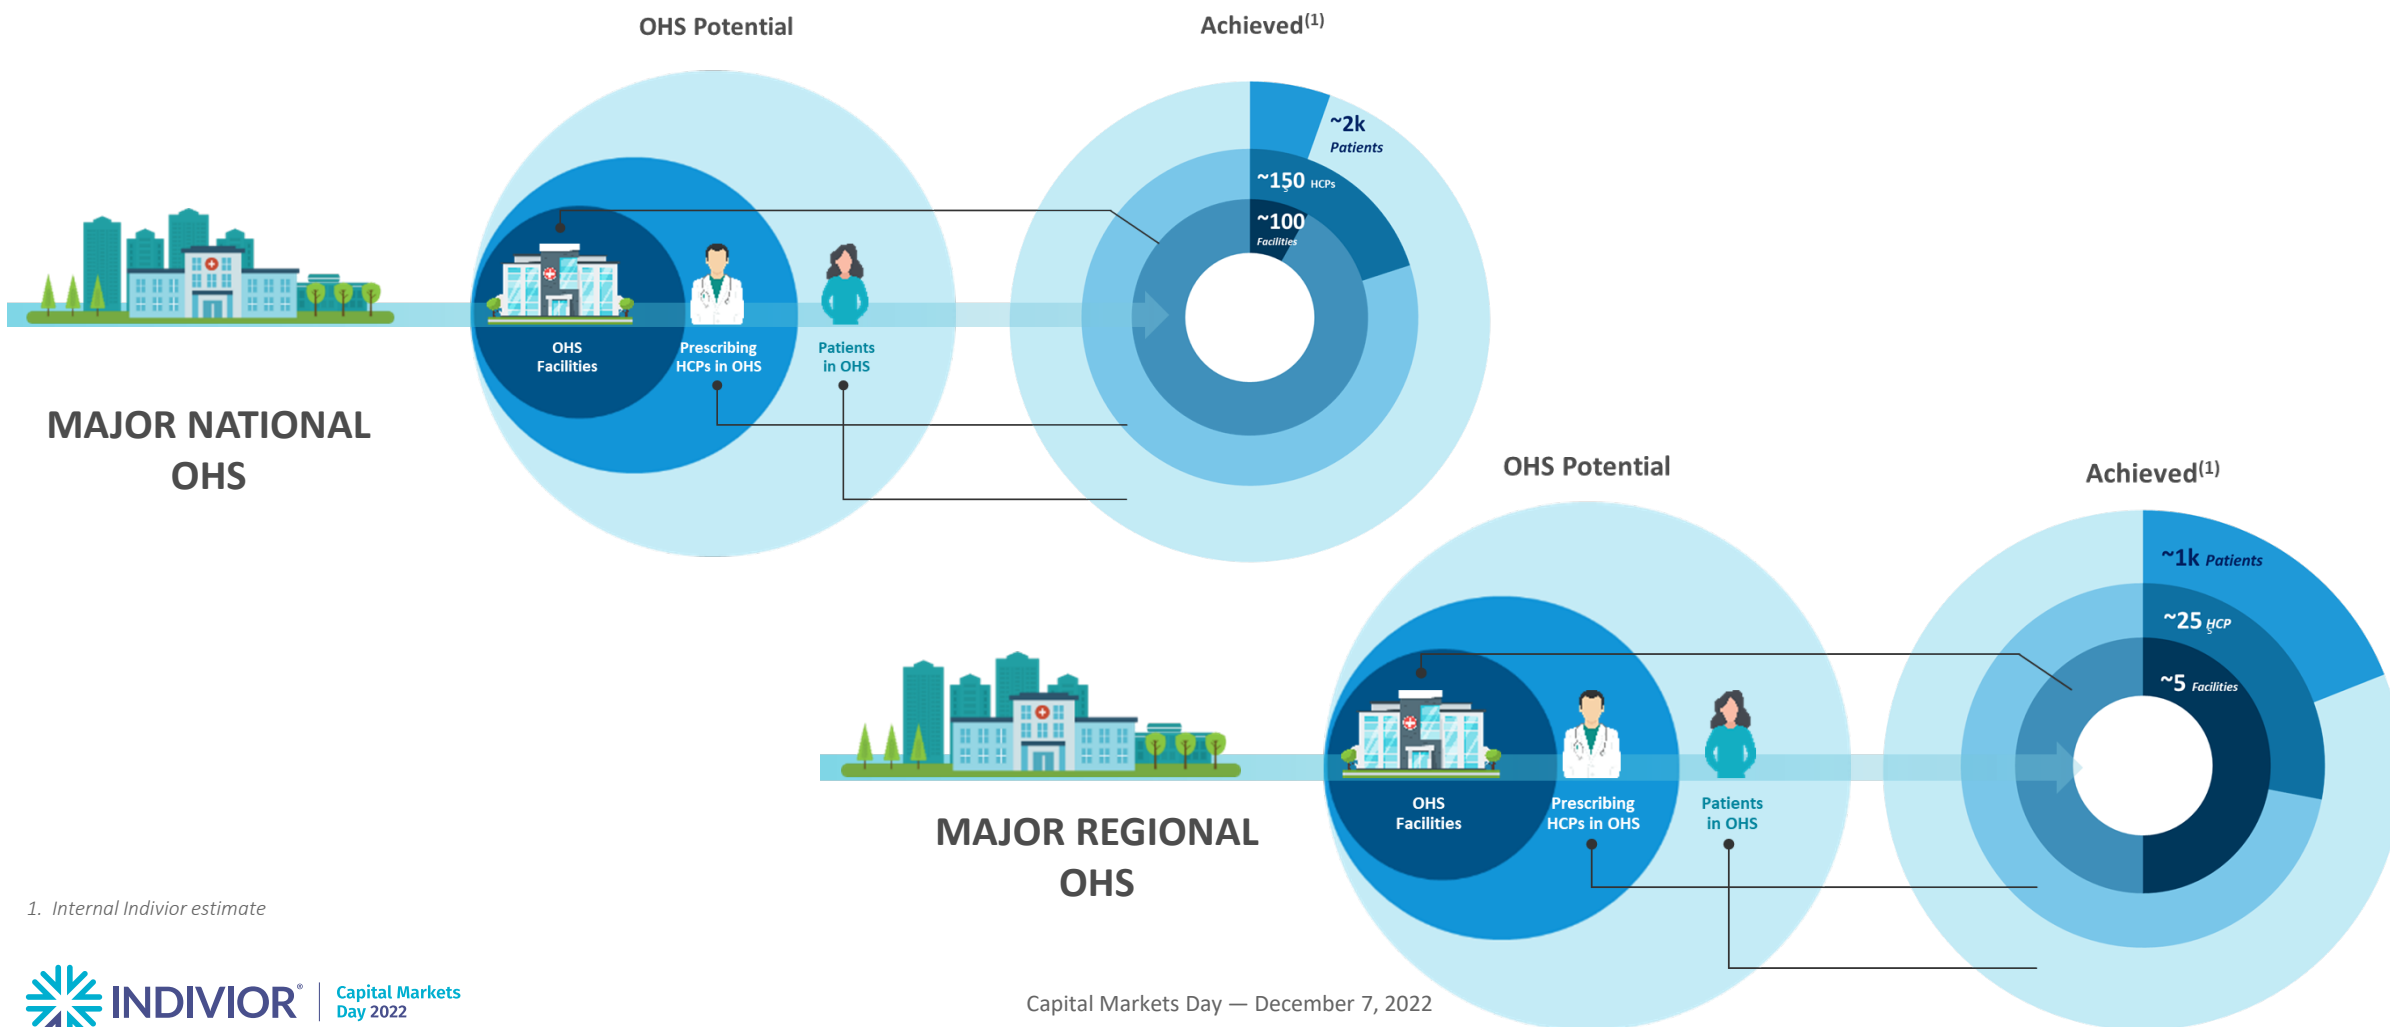 OHS Potential
Achieved(1)
~2k
Patients
~150 HCPs
~100
Facilities
OHS
Facilities
Prescribing
HCPs in OHS
Patients
in OHS
MAJOR NATIONAL
OHS
OHS Potential
Achieved(1)
~1k Patients
~25 HCP
s
~5 Facilities
OHS
Facilities
Prescribing
HCPs in OHS
Patients
in OHS
MAJOR REGIONAL
OHS
1. Internal Indivior estimate
INDIVIOR®
Capital Markets
Day 2022
Capital Markets Day — December 7, 2022